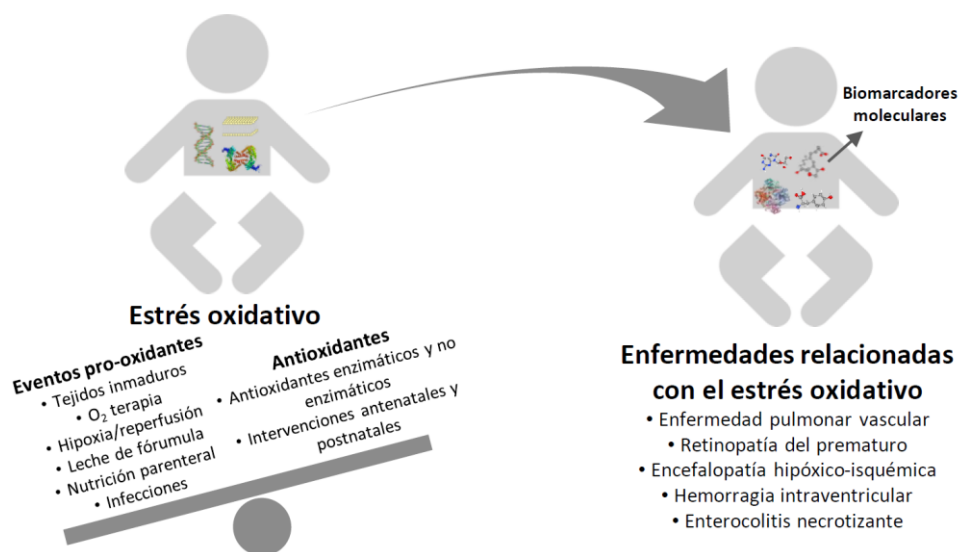 Biomarcadores
moleculares
Estrés oxidativo
Eventos pro-oxidantes
• Tejidos inmaduros
• O₂ terapia
• Hipoxia/reperfusión
• Leche de fórumula
• Nutrición parenteral
• Infecciones
Antioxidantes
• Antioxidantes enzimáticos y no
enzimáticos
• Intervenciones antenatales y
postnatales
Enfermedades relacionadas
con el estrés oxidativo
• Enfermedad pulmonar vascular
• Retinopatía del prematuro
• Encefalopatía hipóxico-isquémica
• Hemorragia intraventricular
• Enterocolitis necrotizante